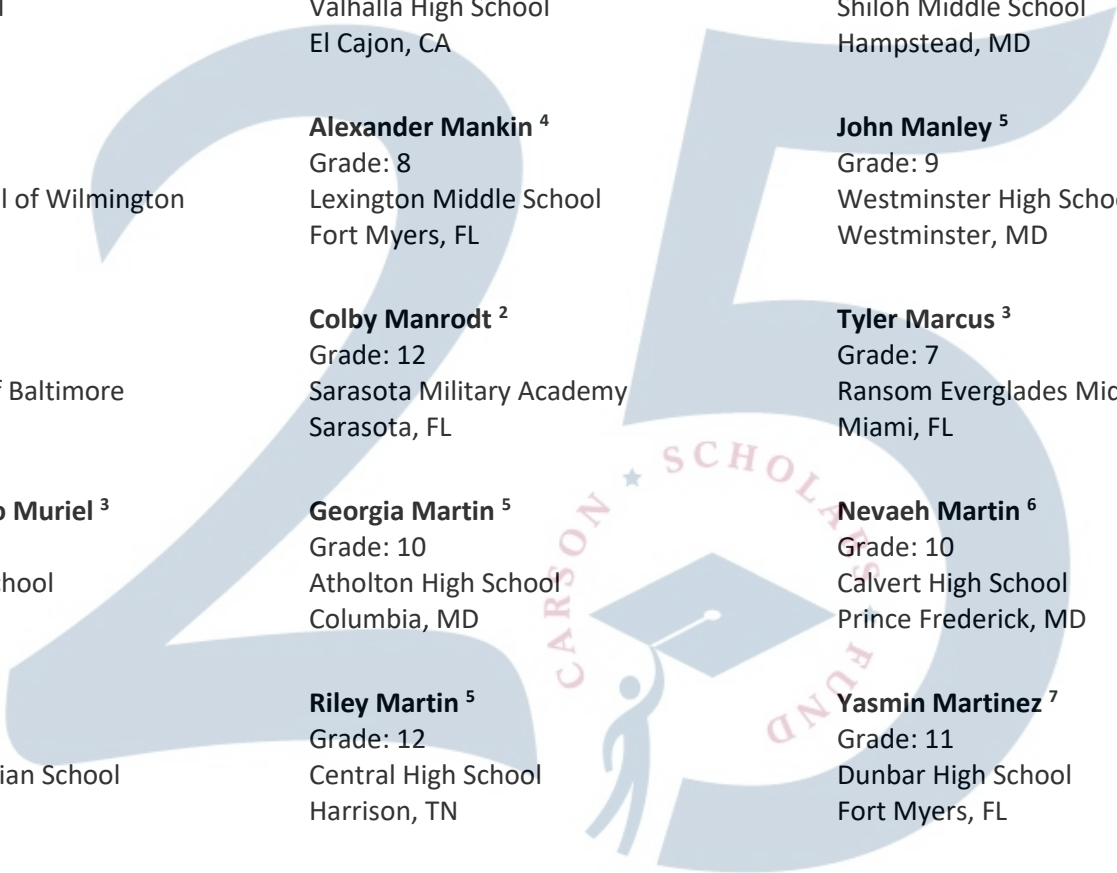 Valhalla High School
El Cajon, CA
Shiloh Middle School
Hampstead, MD
of Wilmington
Alexander Mankin ⁴
Grade: 8
Lexington Middle School
Fort Myers, FL
John Manley ⁵
Grade: 9
Westminster High Schoo
Westminster, MD
Baltimore
Colby Manrodt ²
Grade: 12
Sarasota Military Academy
Sarasota, FL
Tyler Marcus ³
Grade: 7
Ransom Everglades Mid
Miami, FL
Muriel ³
chool
Georgia Martin ⁵
Grade: 10
Atholton High School
Columbia, MD
Nevaeh Martin ⁶
Grade: 10
Calvert High School
Prince Frederick, MD
ian School
Riley Martin ⁵
Grade: 12
Central High School
Harrison, TN
Yasmin Martinez ⁷
Grade: 11
Dunbar High School
Fort Myers, FL
25
CARSON ★ SCHOLARS ★ FUND